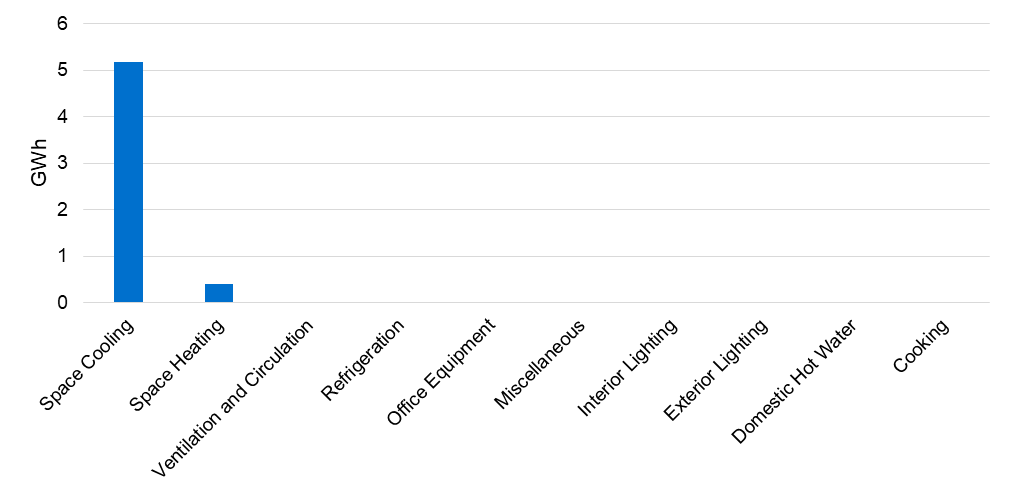 6
5
4
3
2
1
0
GWh
Space Cooling
Space Heating
Ventilation and Circulation
Refrigeration
Office Equipment
Miscellaneous
Interior Lighting
Exterior Lighting
Domestic Hot Water
Cooking